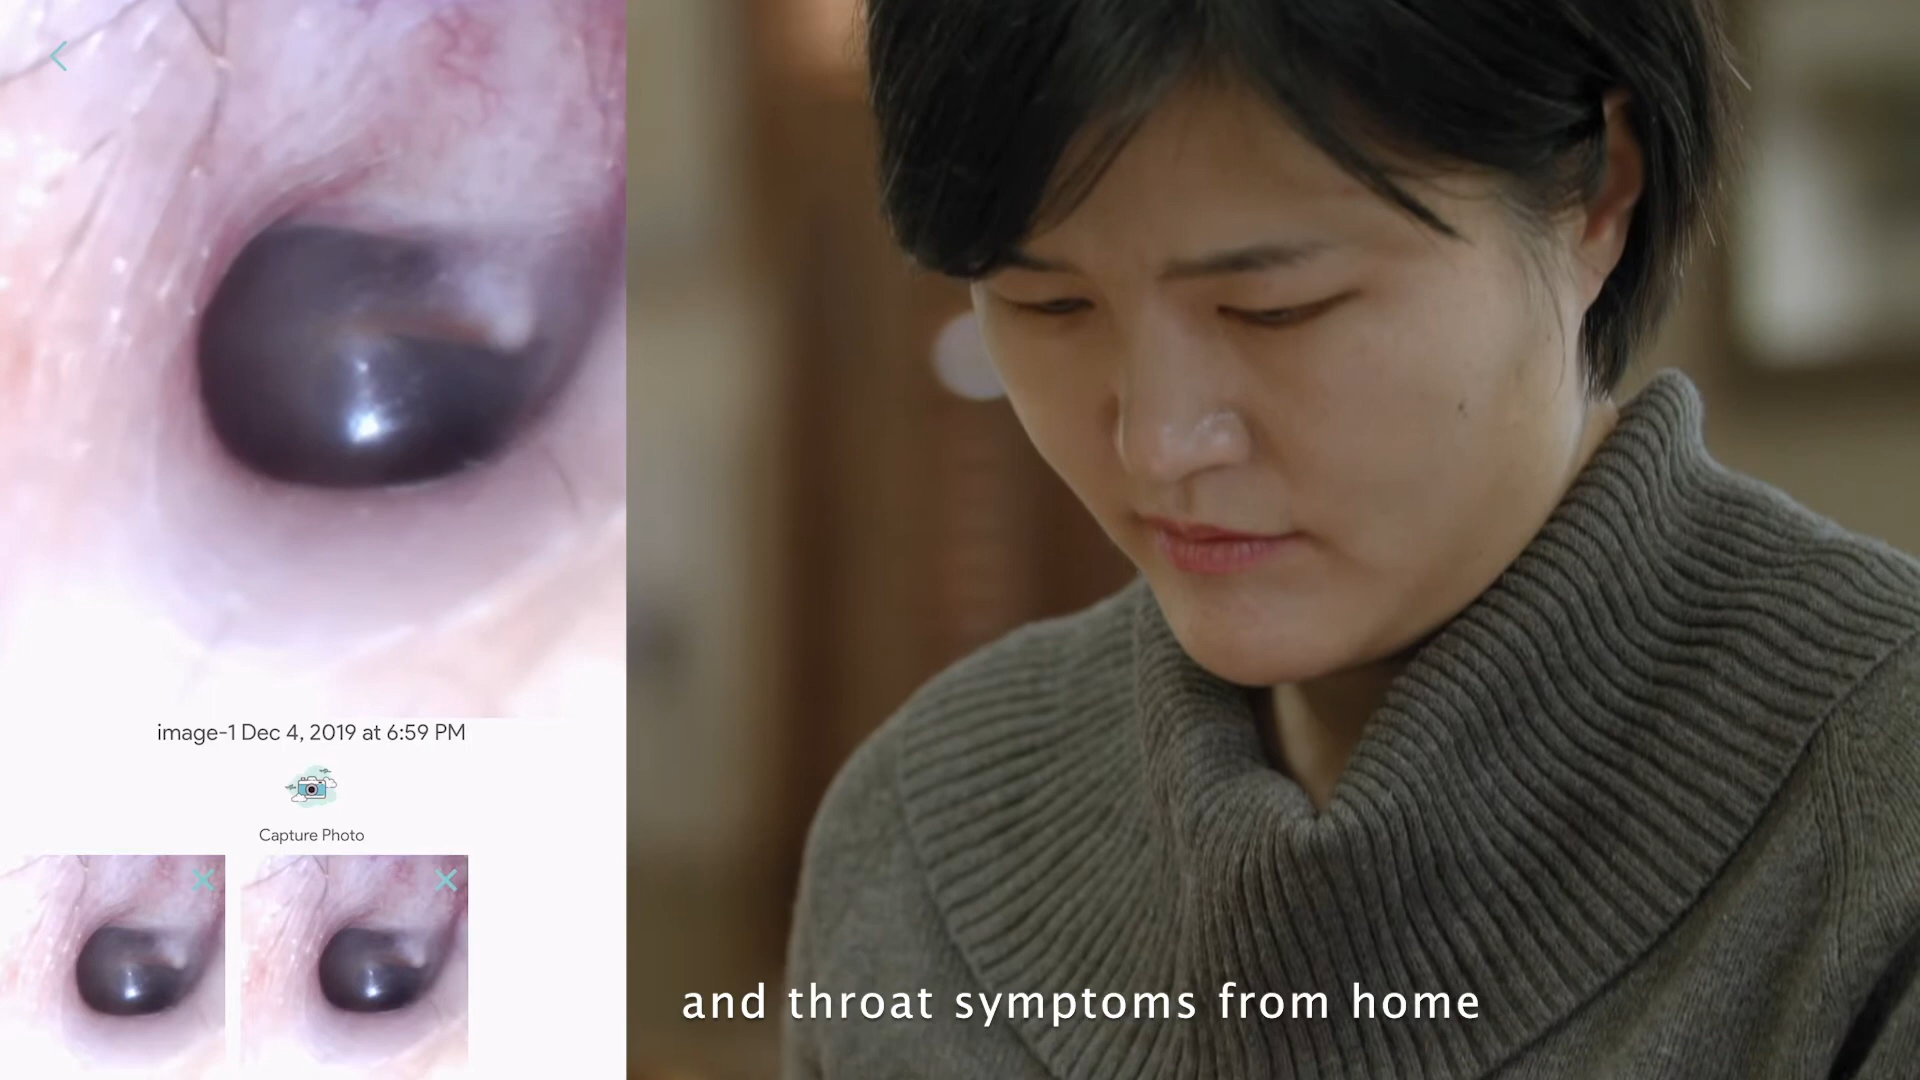 image-1 Dec 4, 2019 at 6:59 PM
Capture Photo
and throat symptoms from home